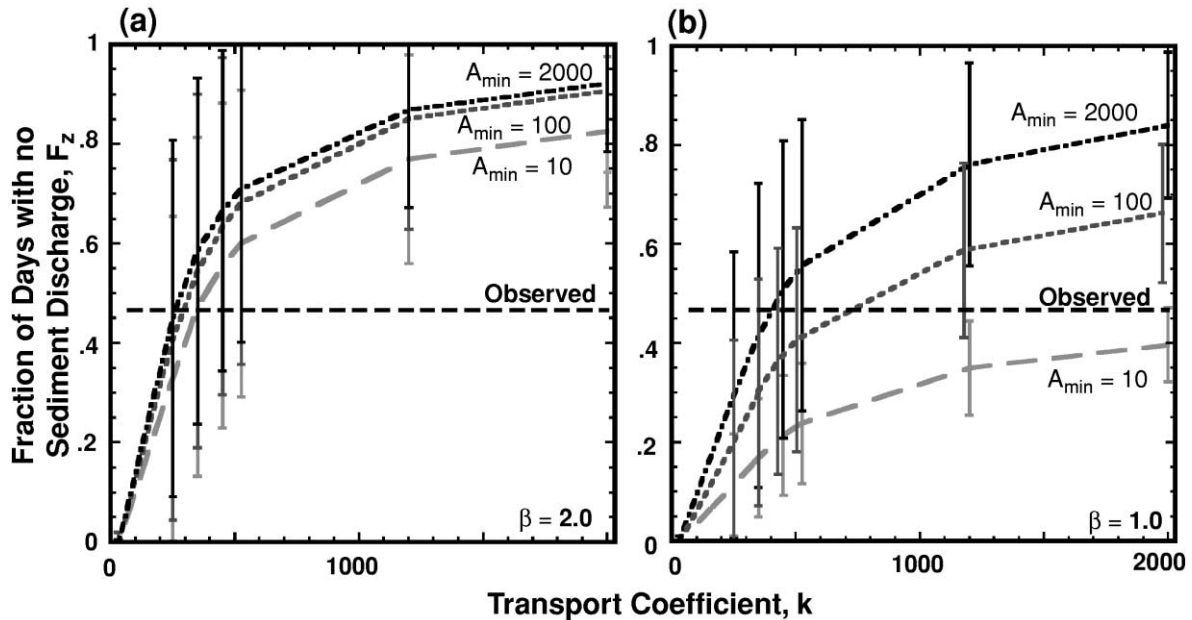 (a)
(b)
Fraction of Days with no
Sediment Discharge, F_z
1
.8
.6
.4
.2
0
A_min = 2000
A_min = 100
A_min = 10
Observed
β = 2.0
0
1000
1
.8
.6
.4
.2
0
A_min = 2000
A_min = 100
Observed
A_min = 10
β = 1.0
0
1000
2000
Transport Coefficient, k